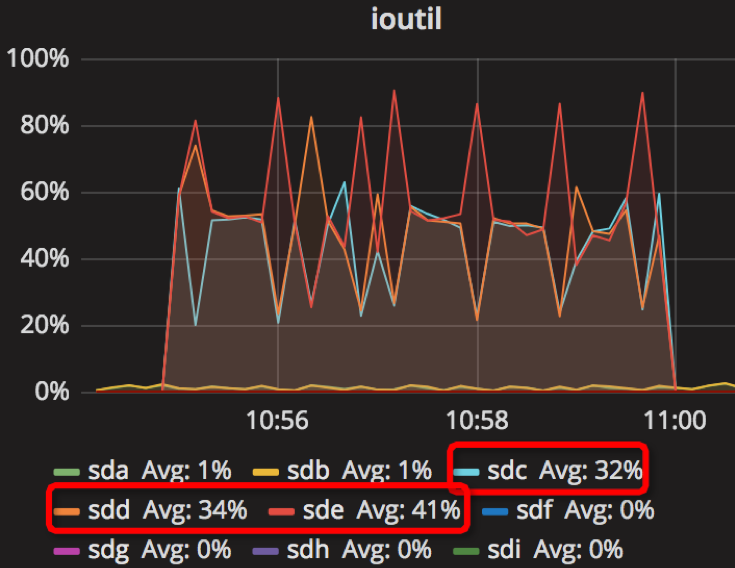 ioutil
100%
80%
60%
40%
20%
0%
10:56 10:58 11:00
sda Avg: 1% sdb Avg: 1% sdc Avg: 32%
sdd Avg: 34% sde Avg: 41% sdf Avg: 0%
sdg Avg: 0% sdh Avg: 0% sdi Avg: 0%